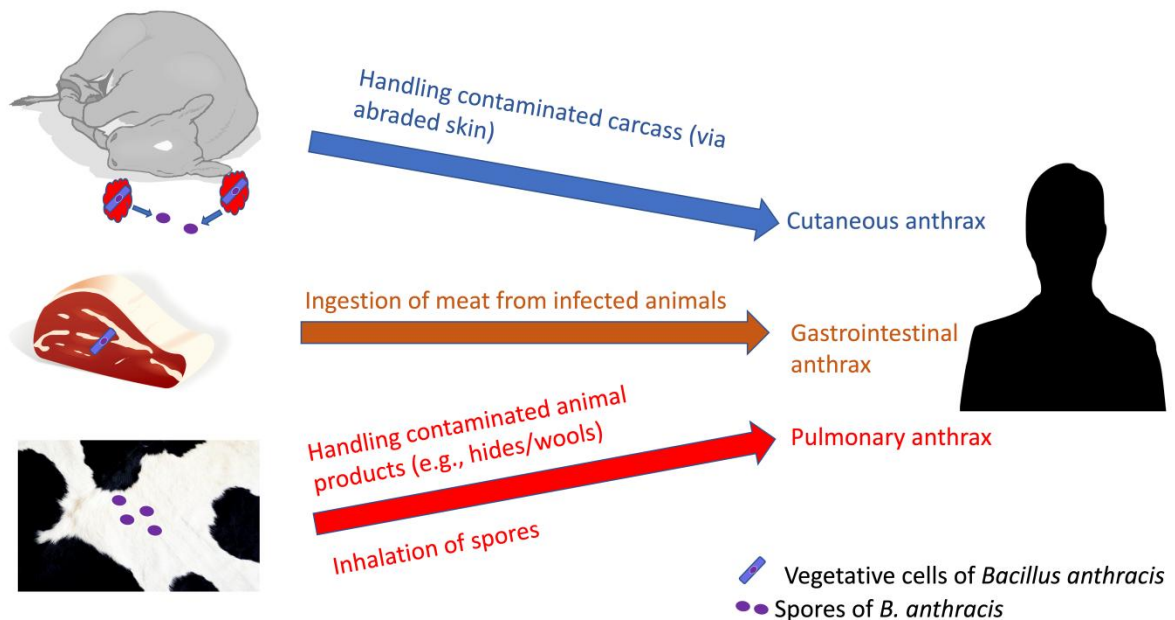 Handling contaminated carcass (via
abraded skin)
Cutaneous anthrax
Ingestion of meat from infected animals
Gastrointestinal
anthrax
Handling contaminated animal
products (e.g., hides/wools)
Pulmonary anthrax
Inhalation of spores
Vegetative cells of Bacillus anthracis
Spores of B. anthracis